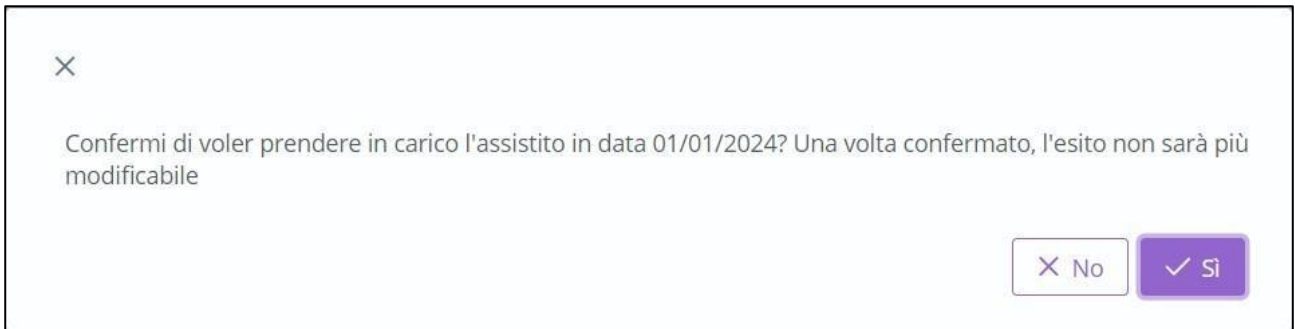 Confermi di voler prendere in carico l'assistito in data 01/01/2024? Una volta confermato, l'esito non sarà più
modificabile
No
Sì